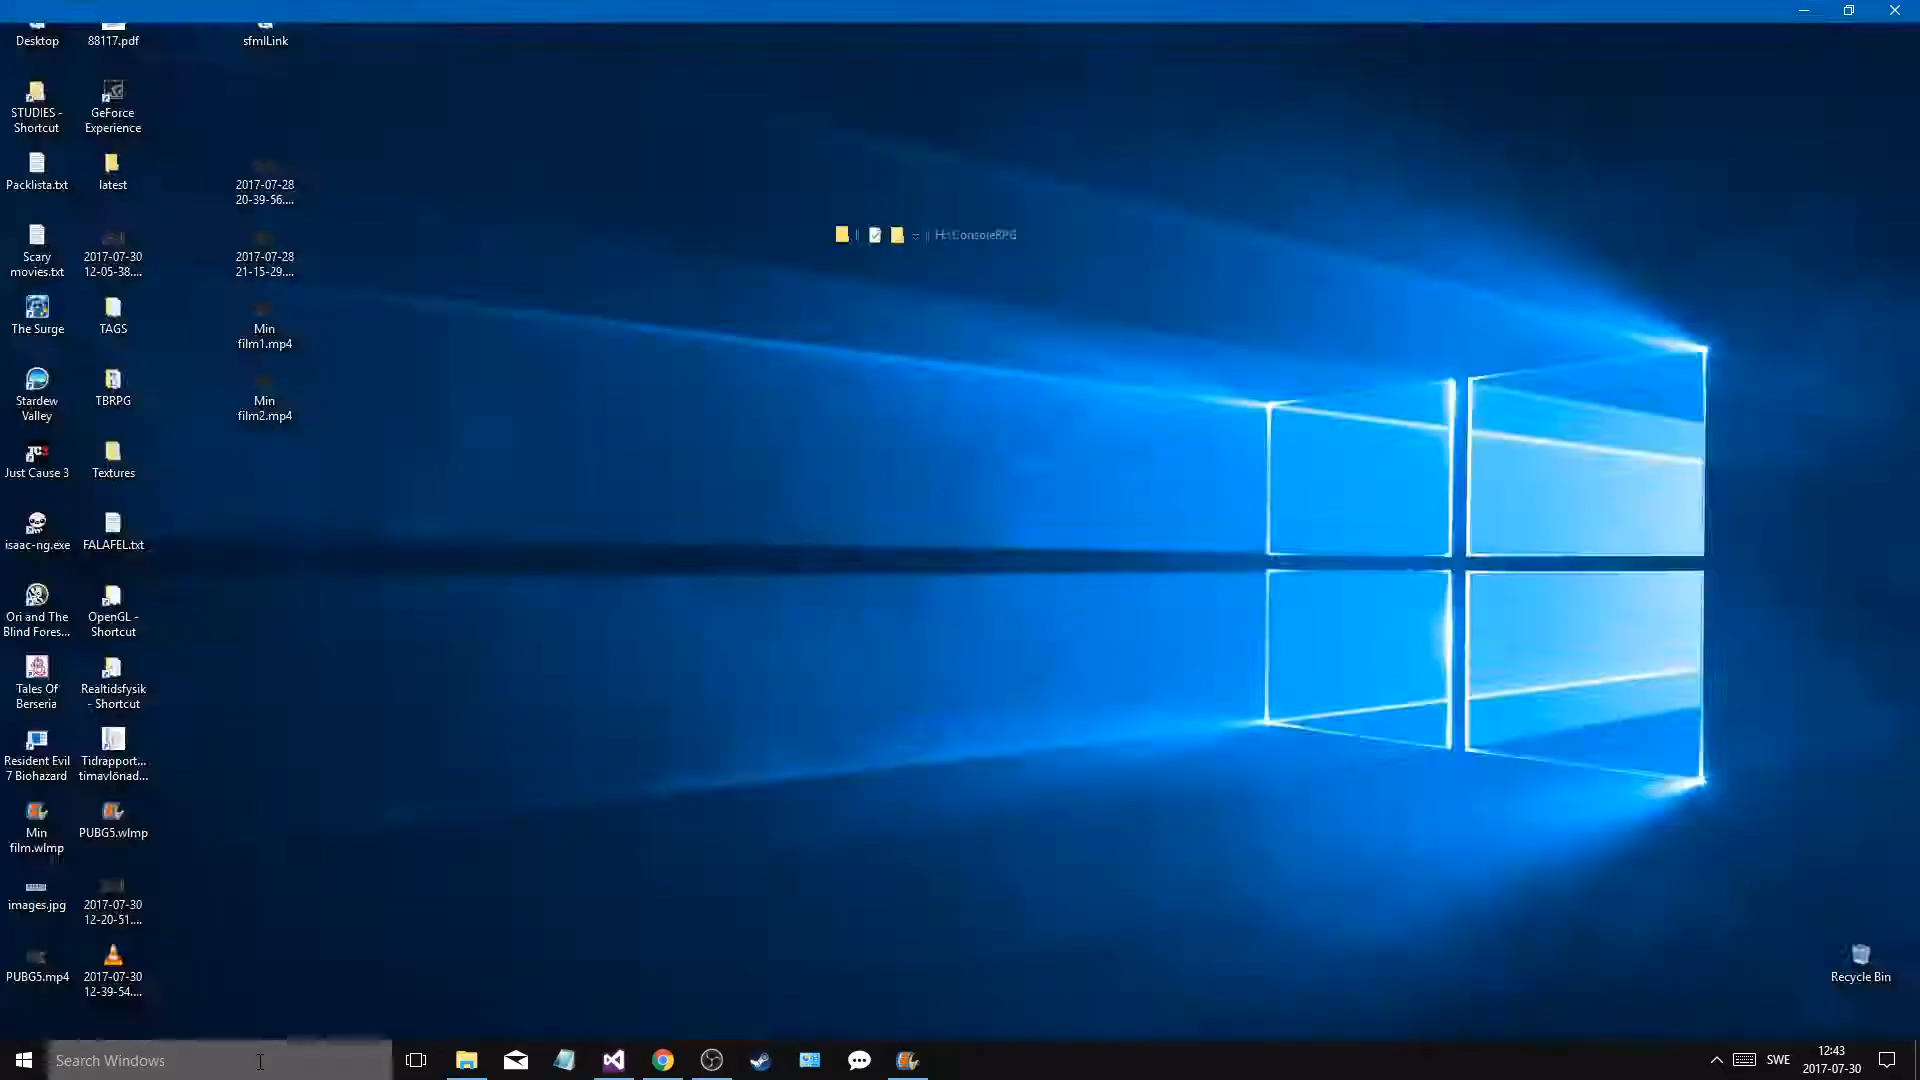 Desktop
88117.pdf
sfmlLink
STUDIES -
Shortcut
GeForce
Experience
Packlista.txt
latest
2017-07-28
20-39-56....
Scary
movies.txt
2017-07-30
12-05-38....
2017-07-28
21-15-29....
H:\ConsoleRPG
The Surge
TAGS
Min
film1.mp4
Stardew
Valley
TBRPG
Min
film2.mp4
Just Cause 3
Textures
isaac-ng.exe
FALAFEL.txt
Ori and The
Blind Fores...
OpenGL -
Shortcut
Tales Of
Berseria
Realtidsfysik
- Shortcut
Resident Evil
7 Biohazard
Tidrapport...
timavlönad...
Min
film.wlmp
PUBG5.wlmp
images.jpg
2017-07-30
12-20-51....
PUBG5.mp4
2017-07-30
12-39-54....
Recycle Bin
Search Windows
SWE
12:43
2017-07-30